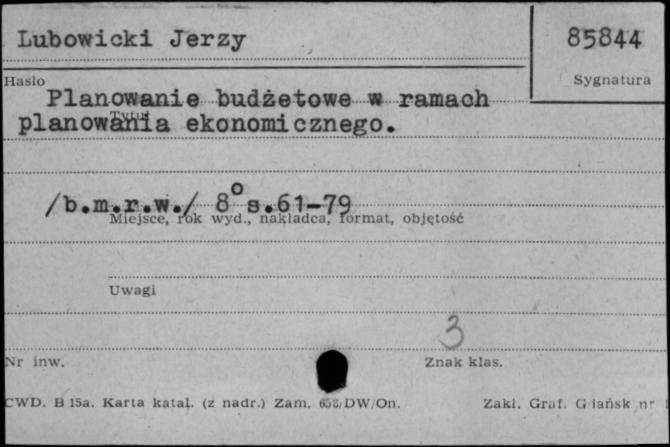 Lubowicki Jerzy
85844
Hasło
Sygnatura
Planowanie budżetowe w ramach
Tytuł
planowania ekonomicznego.
/b.m.r.w./ 8° s.61-79
Miejsce, rok wyd., nakładca, format, objętość
Uwagi
3
Nr inw.
Znak klas.
CWD. B 15a. Karta katal. (z nadr.) Zam. 658/DW/On.
Zakł. Graf. Gdańsk nr 1